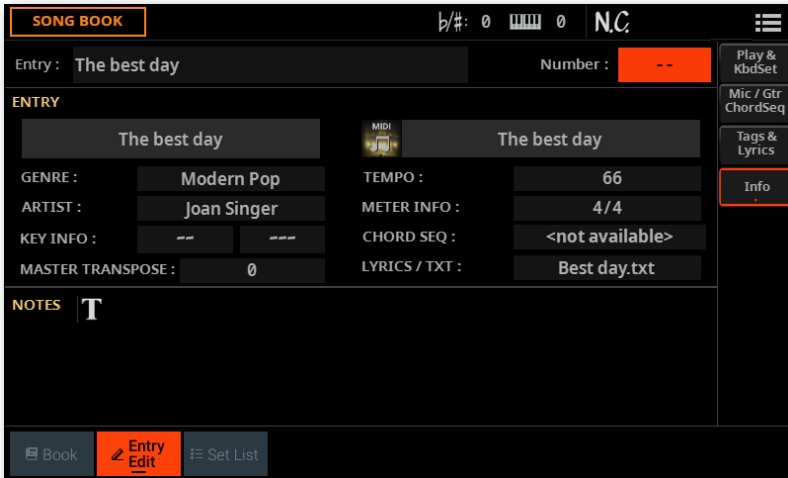 SONG BOOK
♭/♯: 0 0 N.C.
Entry : The best day Number : --
Play & KbdSet
ENTRY
Mic / Gtr ChordSeq
The best day MIDI The best day
Tags & Lyrics
GENRE : Modern Pop TEMPO : 66
Info
ARTIST : Joan Singer METER INFO : 4/4
KEY INFO : -- --- CHORD SEQ : <not available>
MASTER TRANSPOSE : 0 LYRICS / TXT : Best day.txt
NOTES T
Book Entry Edit Set List